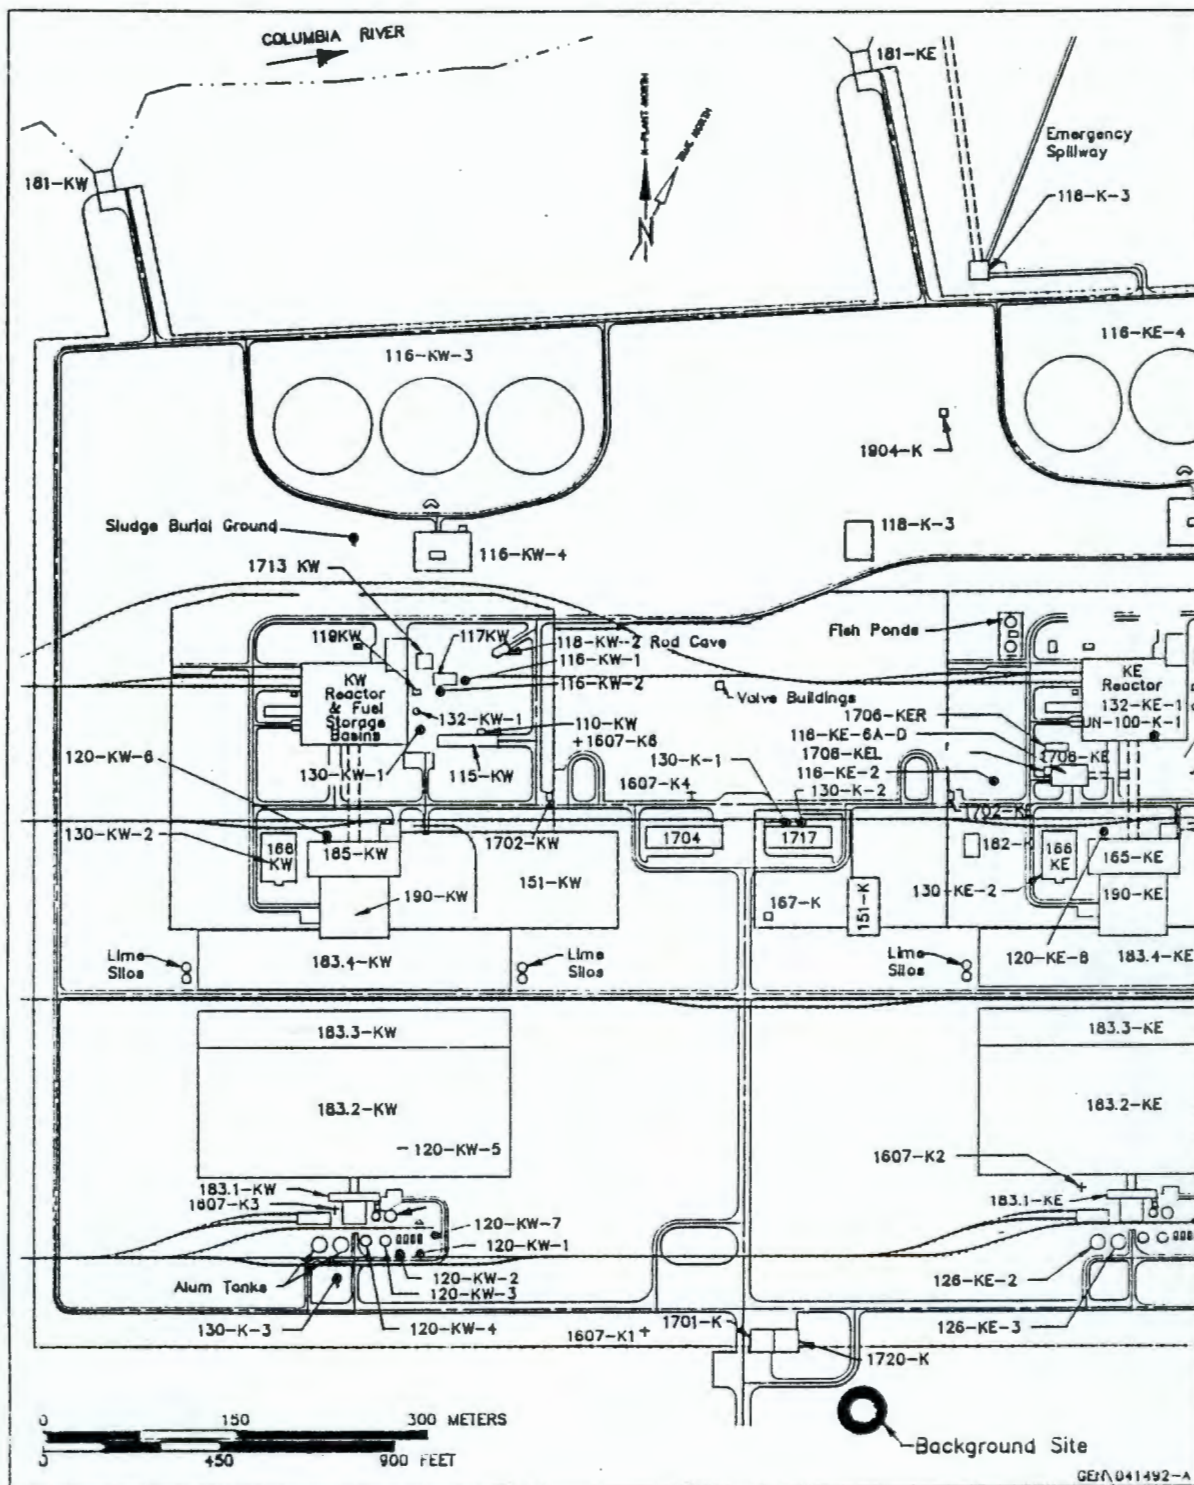 COLUMBIA RIVER
181-KE
K-PLANT NORTH
TRUE NORTH
N
Emergency
Spillway
181-KW
118-K-3
116-KW-3
116-KE-4
1904-K
Sludge Burial Ground
118-K-3
116-KW-4
1713 KW
119KW
117KW
118-KW-2 Rod Cave
Fish Ponds
116-KW-1
KW
Reactor
& Fuel
Storage
Basins
116-KW-2
Valve Buildings
KE
Reactor
132-KE-1
UN-100-K-1
132-KW-1
110-KW
1706-KER
118-KE-6A-D
120-KW-6
+1607-K6
1708-KEL
1706-KE
130-KW-1
115-KW
130-K-1
116-KE-2
1607-K4
130-K-2
1702-KE
130-KW-2
166
KW
185-KW
1702-KW
1704
1717
182-K
166
KE
165-KE
151-KW
190-KW
167-K
151-K
130-KE-2
190-KE
Lime
Silos
183.4-KW
Lime
Silos
Lime
Silos
120-KE-8
183.4-KE
183.3-KW
183.3-KE
183.2-KW
183.2-KE
120-KW-5
1607-K2
183.1-KW
183.1-KE
1607-K3
120-KW-7
120-KW-1
Alum Tanks
120-KW-2
126-KE-2
120-KW-3
130-K-3
120-KW-4
1607-K1+
1701-K
126-KE-3
1720-K
0 150 300 METERS
0 450 900 FEET
Background Site
GEN\041492-A